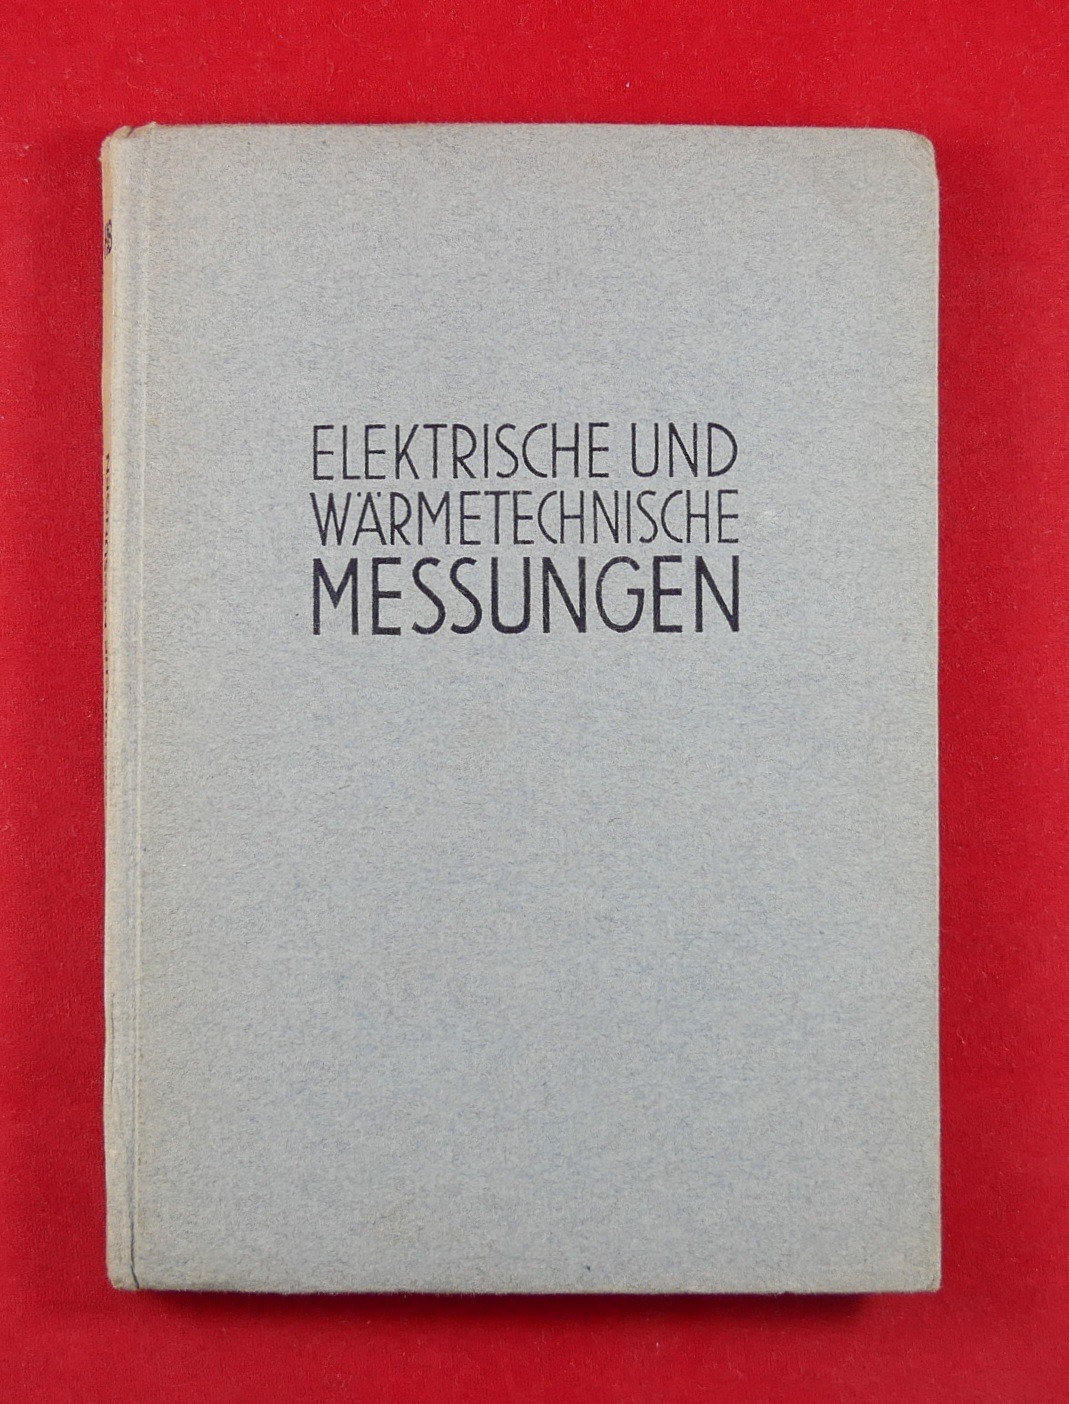 ELEKTRISCHE UND
WÄRMETECHNISCHE
MESSUNGEN